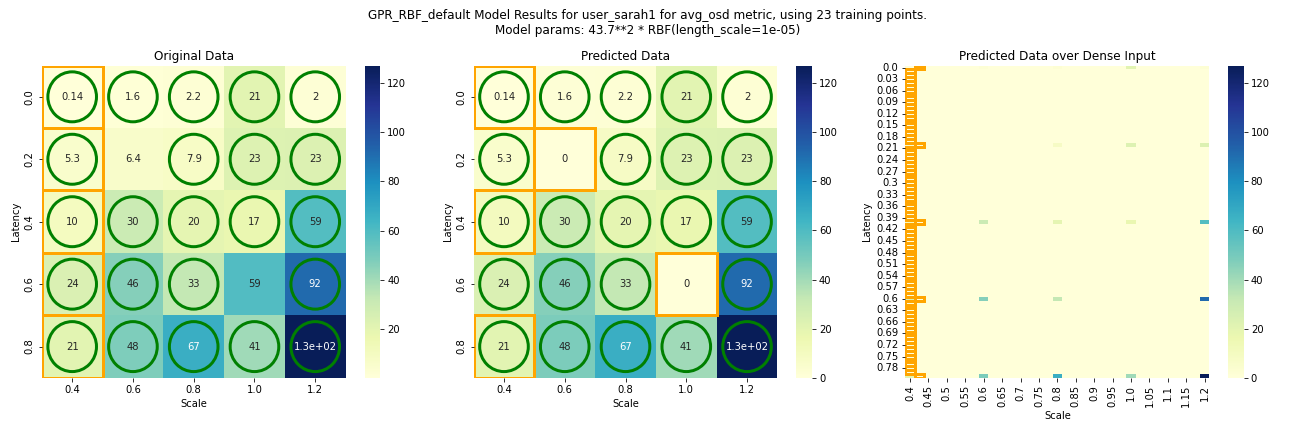 GPR_RBF_default Model Results for user_sarah1 for avg_osd metric, using 23 training points.
Model params: 43.7**2 * RBF(length_scale=1e-05)
Original Data
0.14 1.6 2.2 21 2
5.3 6.4 7.9 23 23
10 30 20 17 59
24 46 33 59 92
21 48 67 41 1.3e+02
0.0 0.2 0.4 0.6 0.8
Latency
0.4 0.6 0.8 1.0 1.2
Scale
120
100
80
60
40
20
Predicted Data
0.14 1.6 2.2 21 2
5.3 0 7.9 23 23
10 30 20 17 59
24 46 33 0 92
21 48 67 41 1.3e+02
0.0 0.2 0.4 0.6 0.8
Latency
0.4 0.6 0.8 1.0 1.2
Scale
120
100
80
60
40
20
0
Predicted Data over Dense Input
0.0
0.03
0.06
0.09
0.12
0.15
0.18
0.21
0.24
0.27
0.3
0.33
0.36
0.39
0.42
0.45
0.48
0.51
0.54
0.57
0.6
0.63
0.66
0.69
0.72
0.75
0.78
Latency
0.4 0.45 0.5 0.55 0.6 0.65 0.7 0.75 0.8 0.85 0.9 0.95 1.0 1.05 1.1 1.15 1.2
Scale
120
100
80
60
40
20
0